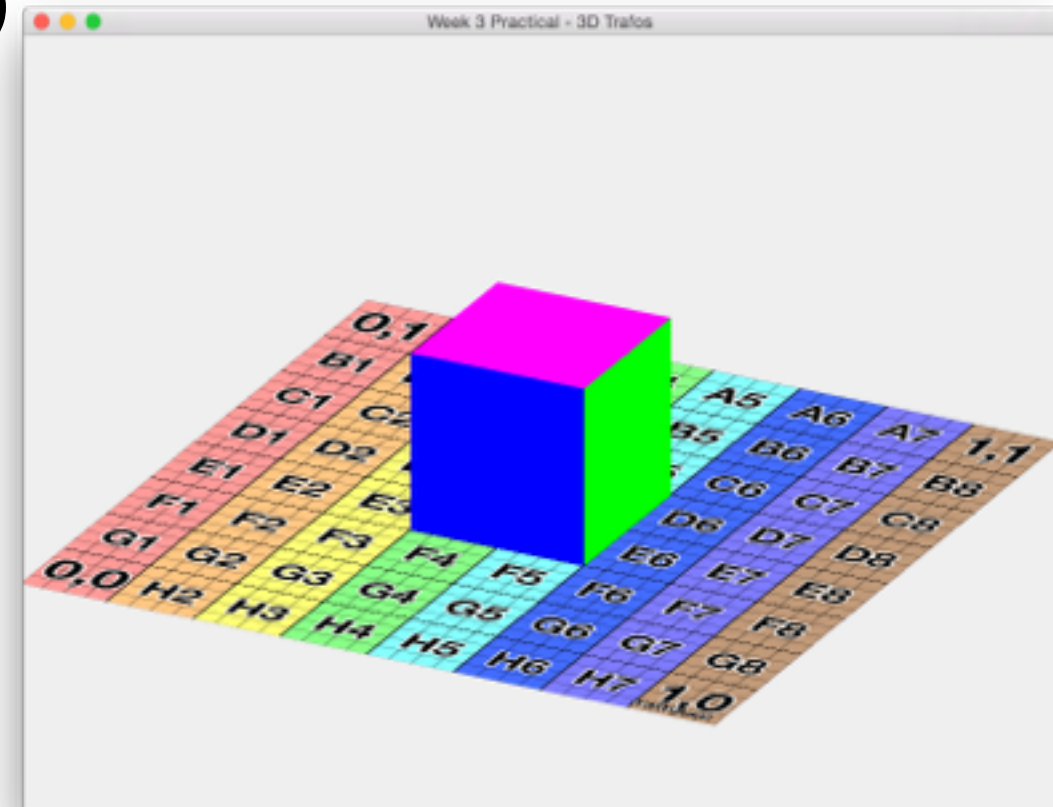 Week 3 Practical - 3D Trafos
0,1
B1 A5 A6 A7 1,1
C1 C2 B5 B6 B7 B8
D1 D2 C6 C7 C8
E1 E2 E3 D6 D7 D8
F1 F2 F3 F4 F5 E6 E7 E8
G1 G2 G3 G4 G5 F6 F7 F8
0,0 H2 H3 H4 H5 G6 G7 G8
H6 H7 1,0